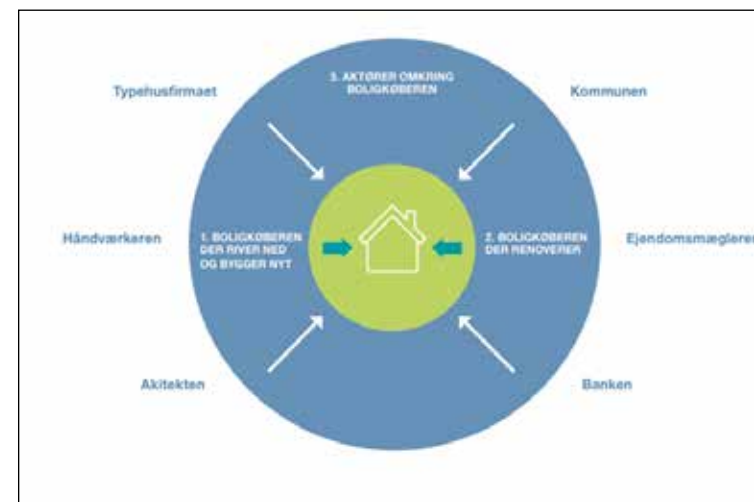 3. AKTØRER OMKRING
BOLIGKØBEREN
Typehusfirmaet
Kommunen
Håndværkeren
1. BOLIGKØBEREN
DER RIVER NED
OG BYGGER NYT
2. BOLIGKØBEREN
DER RENOVERER
Ejendomsmægleren
Akitekten
Banken